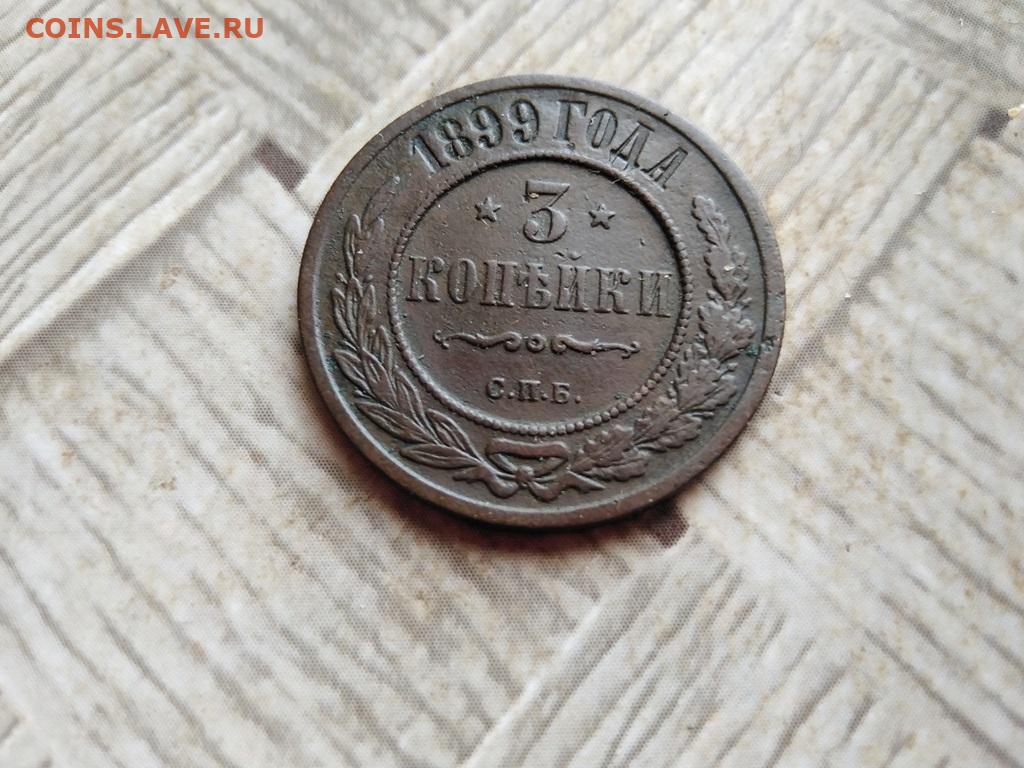 COINS.LAVE.RU
1899 ГОДА
3
КОПѢЙКИ
С.П.Б.